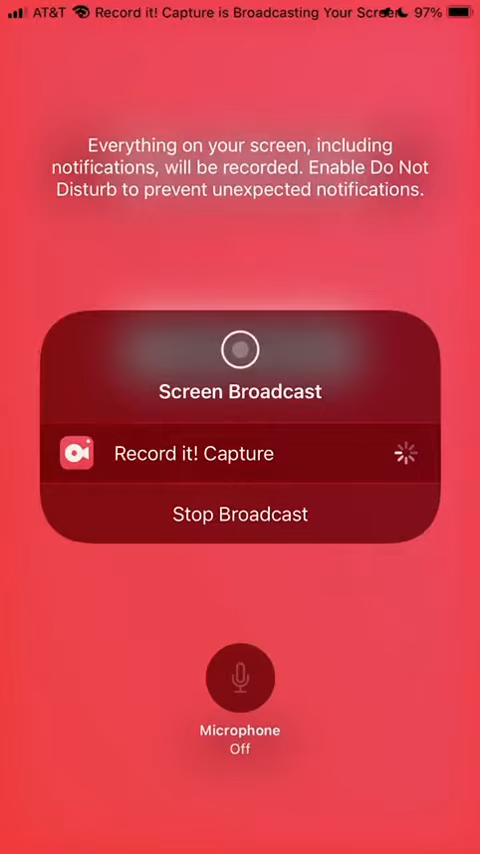 AT&T Record it! Capture is Broadcasting Your Screen 97%
Everything on your screen, including
notifications, will be recorded. Enable Do Not
Disturb to prevent unexpected notifications.
Screen Broadcast
Record it! Capture
Stop Broadcast
Microphone
Off